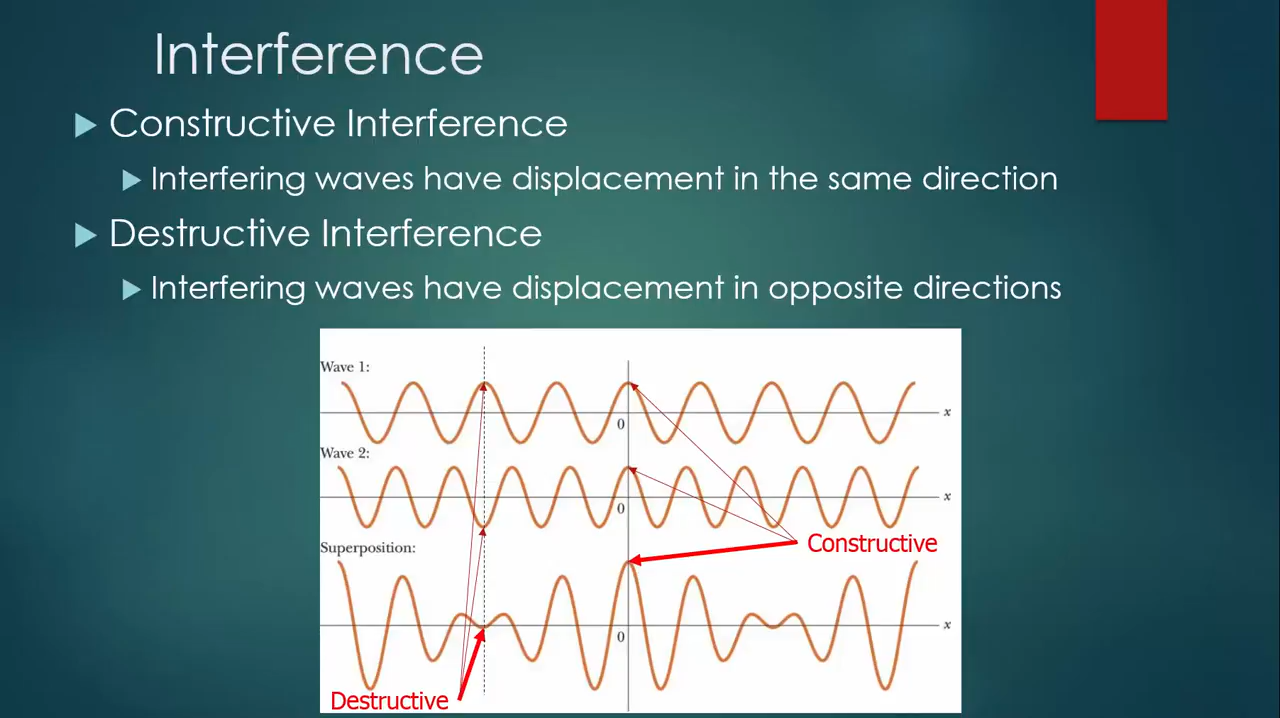 Interference
Constructive Interference
Interfering waves have displacement in the same direction
Destructive Interference
Interfering waves have displacement in opposite directions
Wave 1:
x
0
Wave 2:
x
0
Constructive
Superposition:
x
0
Destructive